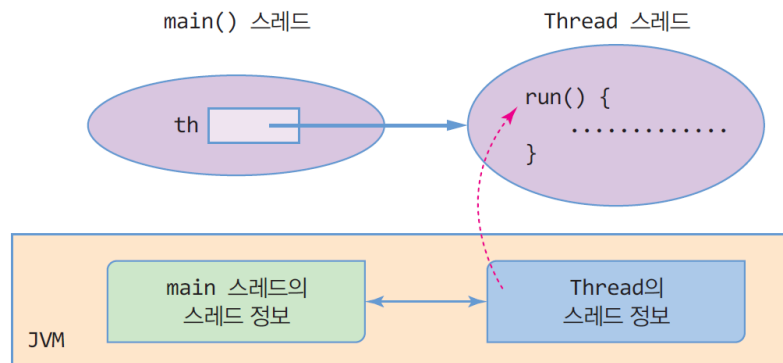 main() 스레드
Thread 스레드
th
run() {
.............
}
main 스레드의
스레드 정보
Thread의
스레드 정보
JVM